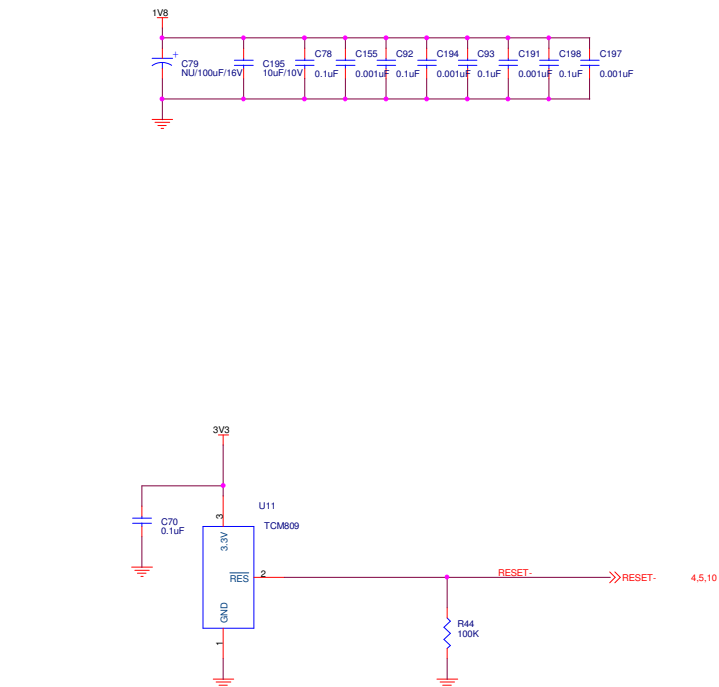 1V8
+
C79
NU/100uF/16V
C195
10uF/10V
C78
0.1uF
C155
0.001uF
C92
0.1uF
C194
0.001uF
C93
0.1uF
C191
0.001uF
C198
0.1uF
C197
0.001uF
3V3
C70
0.1uF
U11
TCM809
3
3.3V
RES
2
GND
1
RESET-
RESET-
4,5,10
R44
100K